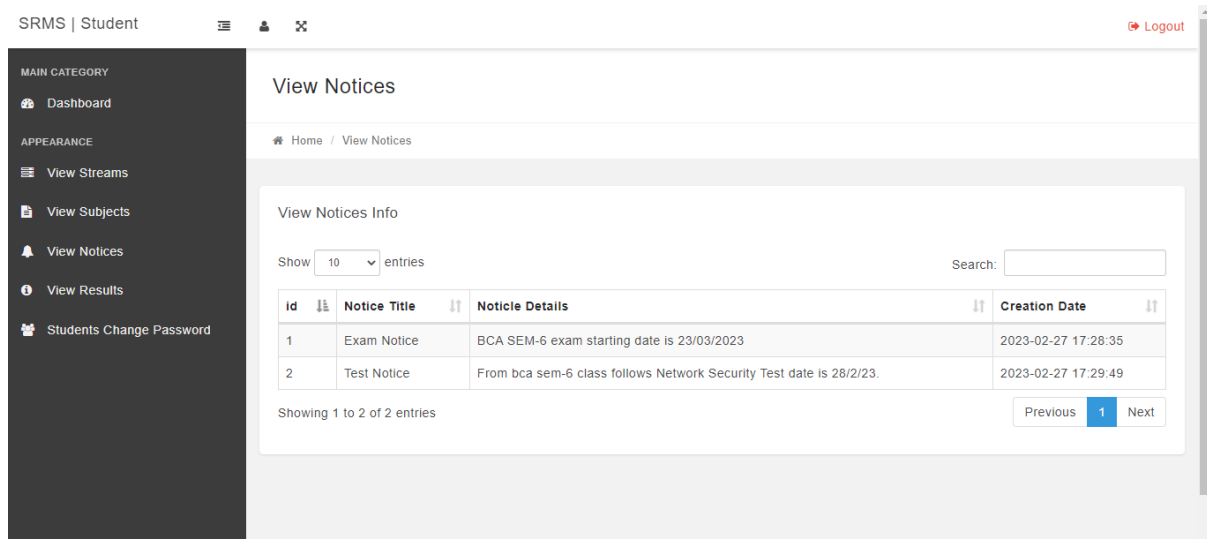 SRMS | Student
Logout
MAIN CATEGORY
Dashboard
APPEARANCE
View Streams
View Subjects
View Notices
View Results
Students Change Password
View Notices
Home / View Notices
View Notices Info
Show 10 entries
Search:
id Notice Title Noticle Details Creation Date
1 Exam Notice BCA SEM-6 exam starting date is 23/03/2023 2023-02-27 17:28:35
2 Test Notice From bca sem-6 class follows Network Security Test date is 28/2/23. 2023-02-27 17:29:49
Showing 1 to 2 of 2 entries
Previous 1 Next